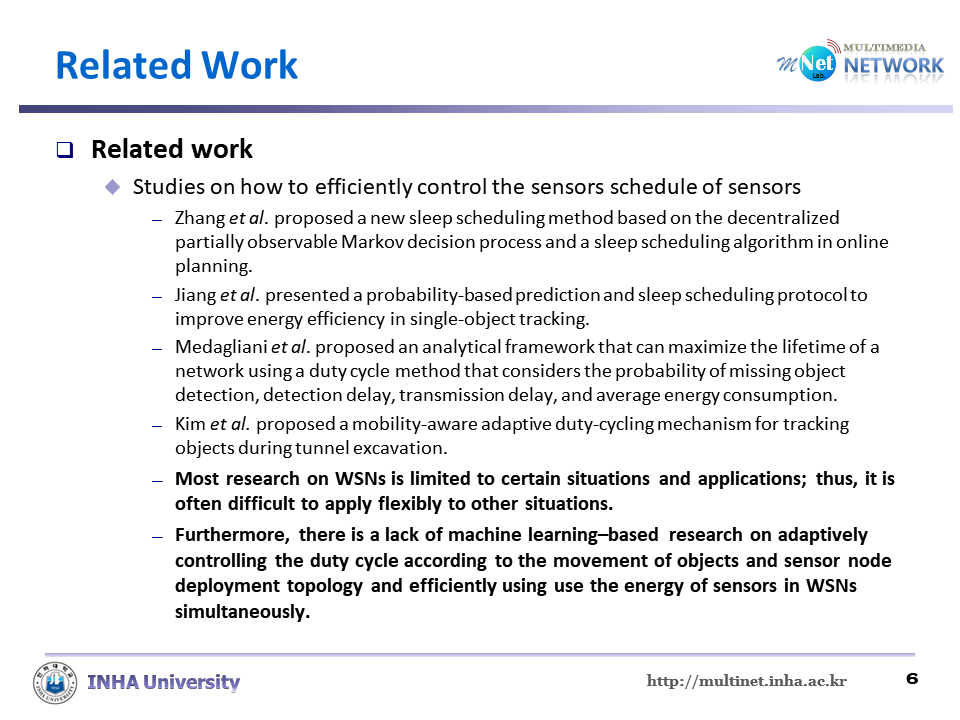 Related Work
mNet Lab. MULTIMEDIA NETWORK
Related work
Studies on how to efficiently control the sensors schedule of sensors
– Zhang et al. proposed a new sleep scheduling method based on the decentralized
partially observable Markov decision process and a sleep scheduling algorithm in online
planning.
– Jiang et al. presented a probability-based prediction and sleep scheduling protocol to
improve energy efficiency in single-object tracking.
– Medagliani et al. proposed an analytical framework that can maximize the lifetime of a
network using a duty cycle method that considers the probability of missing object
detection, detection delay, transmission delay, and average energy consumption.
– Kim et al. proposed a mobility-aware adaptive duty-cycling mechanism for tracking
objects during tunnel excavation.
– Most research on WSNs is limited to certain situations and applications; thus, it is
often difficult to apply flexibly to other situations.
– Furthermore, there is a lack of machine learning–based research on adaptively
controlling the duty cycle according to the movement of objects and sensor node
deployment topology and efficiently using use the energy of sensors in WSNs
simultaneously.
INHA University
http://multinet.inha.ac.kr
6